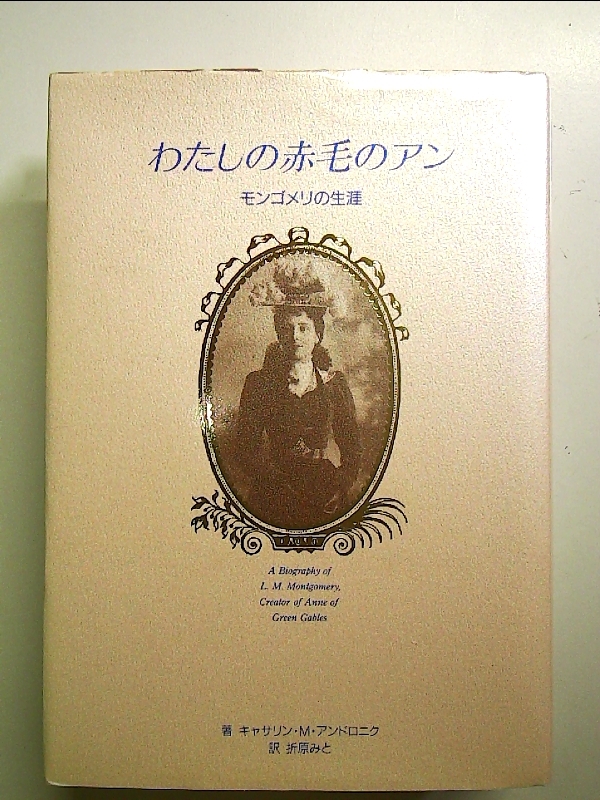 わたしの赤毛のアン
モンゴメリの生涯
A Biography of
L. M. Montgomery,
Creator of Anne of
Green Gables
著 キャサリン・M・アンドロニク
訳 折原みと